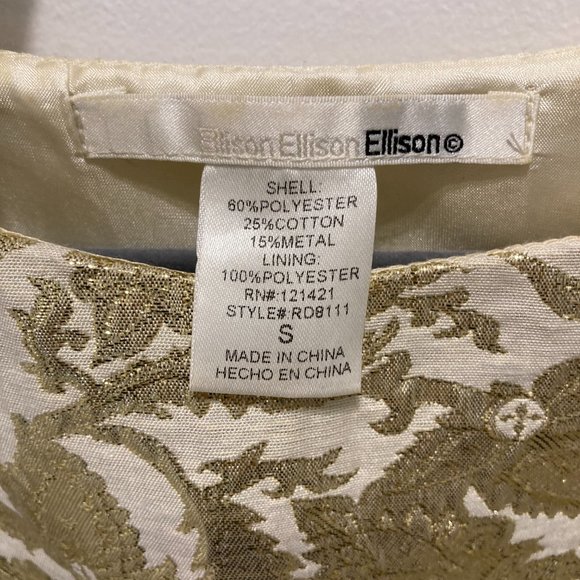 Ellison Ellison Ellison©
SHELL:
60%POLYESTER
25%COTTON
15%METAL
LINING:
100%POLYESTER
RN#:121421
STYLE#:RD8111
S
MADE IN CHINA
HECHO EN CHINA